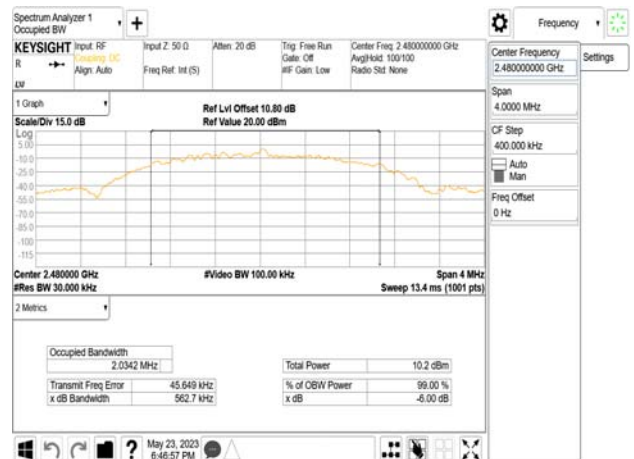 Spectrum Analyzer 1
Occupied BW
Frequency
KEYSIGHT
Input: RF
Coupling: DC
Align: Auto
Input Z: 50 Ω
Freq Ref: Int (S)
Atten: 20 dB
Trig: Free Run
Gate: Off
#IF Gain: Low
Center Freq: 2.480000000 GHz
Avg|Hold: 100/100
Radio Std: None
R
LXI
Center Frequency
2.480000000 GHz
Settings
Span
4.0000 MHz
CF Step
400.000 kHz
Auto
Man
Freq Offset
0 Hz
1 Graph
Scale/Div 15.0 dB
Ref Lvl Offset 10.80 dB
Ref Value 20.00 dBm
Log
5.00
-10.0
-25.0
-40.0
-55.0
-70.0
-85.0
-100
-115
Center 2.480000 GHz
#Res BW 30.000 kHz
#Video BW 100.00 kHz
Span 4 MHz
Sweep 13.4 ms (1001 pts)
2 Metrics
Occupied Bandwidth
2.0342 MHz
Total Power 10.2 dBm
Transmit Freq Error 45.649 kHz
% of OBW Power 99.00 %
x dB Bandwidth 562.7 kHz
x dB -6.00 dB
?
May 23, 2023
6:46:57 PM